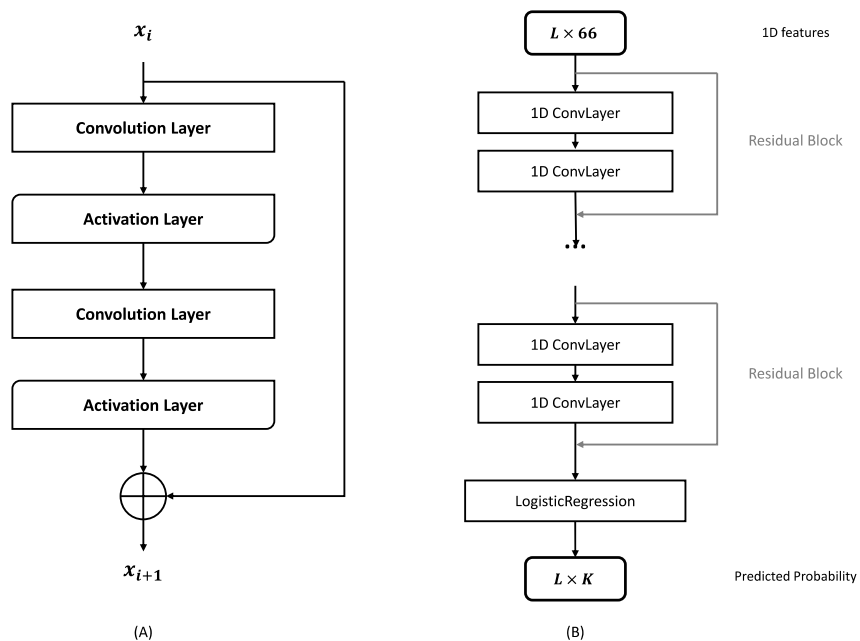 x_i
Convolution Layer
Activation Layer
Convolution Layer
Activation Layer
x_{i+1}
(A)
L × 66
1D features
1D ConvLayer
1D ConvLayer
Residual Block
...
1D ConvLayer
1D ConvLayer
Residual Block
LogisticRegression
L × K
Predicted Probability
(B)